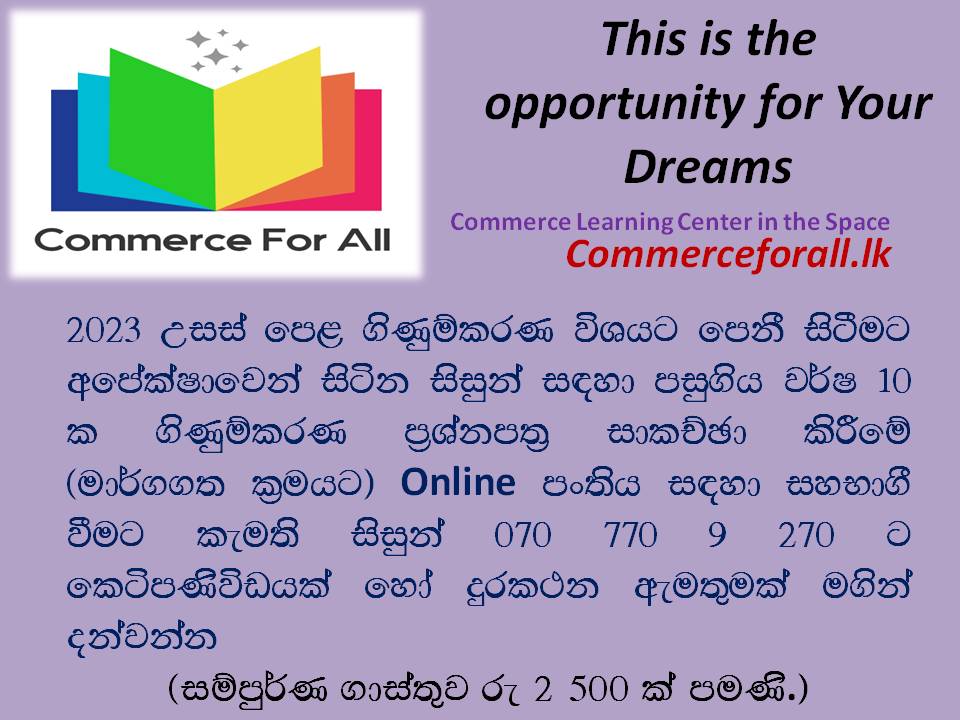 Commerce For All
This is the
opportunity for Your
Dreams
Commerce Learning Center in the Space
Commerceforall.lk
2023 උසස් පෙළ ගිණුම්කරණ විශයට පෙනී සිටීමට
අපේක්ෂාවෙන් සිටින සිසුන් සඳහා පසුගිය වර්ෂ 10
ක ගිණුම්කරණ ප්‍රශ්නපත්‍ර සාකච්ඡා කිරීමේ
(මාර්ගගත ක්‍රමයට) Online පංතිය සඳහා සහභාගී
වීමට කැමති සිසුන් 070 770 9 270 ට
කෙටිපණිවිඩයක් හෝ දුරකථන ඇමතුමක් මගින්
දන්වන්න
(සම්පුර්ණ ගාස්තුව රු 2 500 ක් පමණි.)